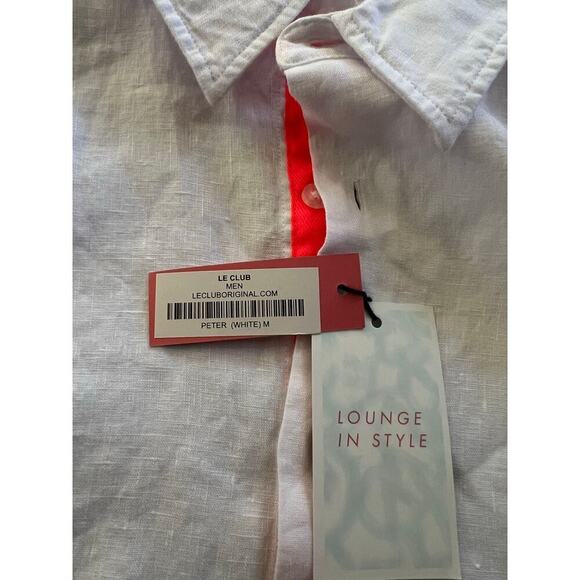 LE CLUB
MEN
LECLUBORIGINAL.COM
PETER (WHITE) M
LOUNGE
IN STYLE